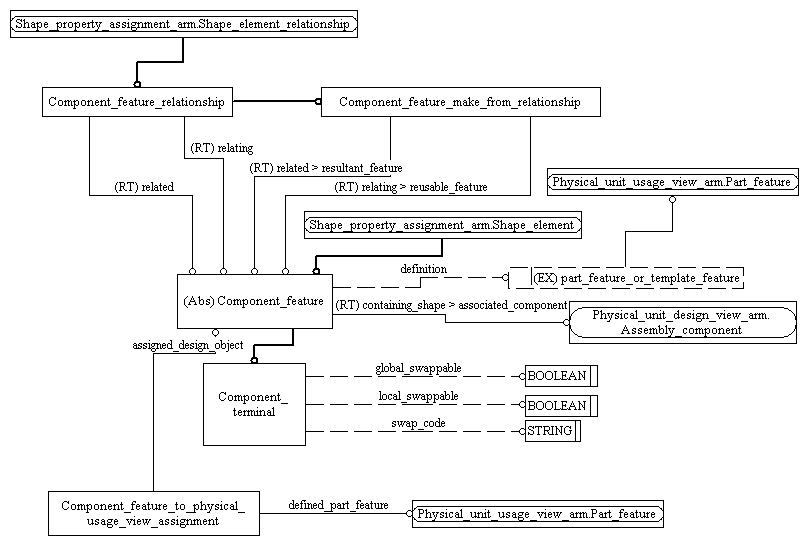 Shape_property_assignment_arm.Shape_element_relationship
Component_feature_relationship
Component_feature_make_from_relationship
(RT) relating
(RT) related > resultant_feature
(RT) related
(RT) relating > reusable_feature
Physical_unit_usage_view_arm.Part_feature
Shape_property_assignment_arm.Shape_element
definition
(EX) part_feature_or_template_feature
(Abs) Component_feature
(RT) containing_shape > associated_component
Physical_unit_design_view_arm.
Assembly_component
assigned_design_object
global_swappable
BOOLEAN
Component_
terminal
local_swappable
BOOLEAN
swap_code
STRING
Component_feature_to_physical_
usage_view_assignment
defined_part_feature
Physical_unit_usage_view_arm.Part_feature